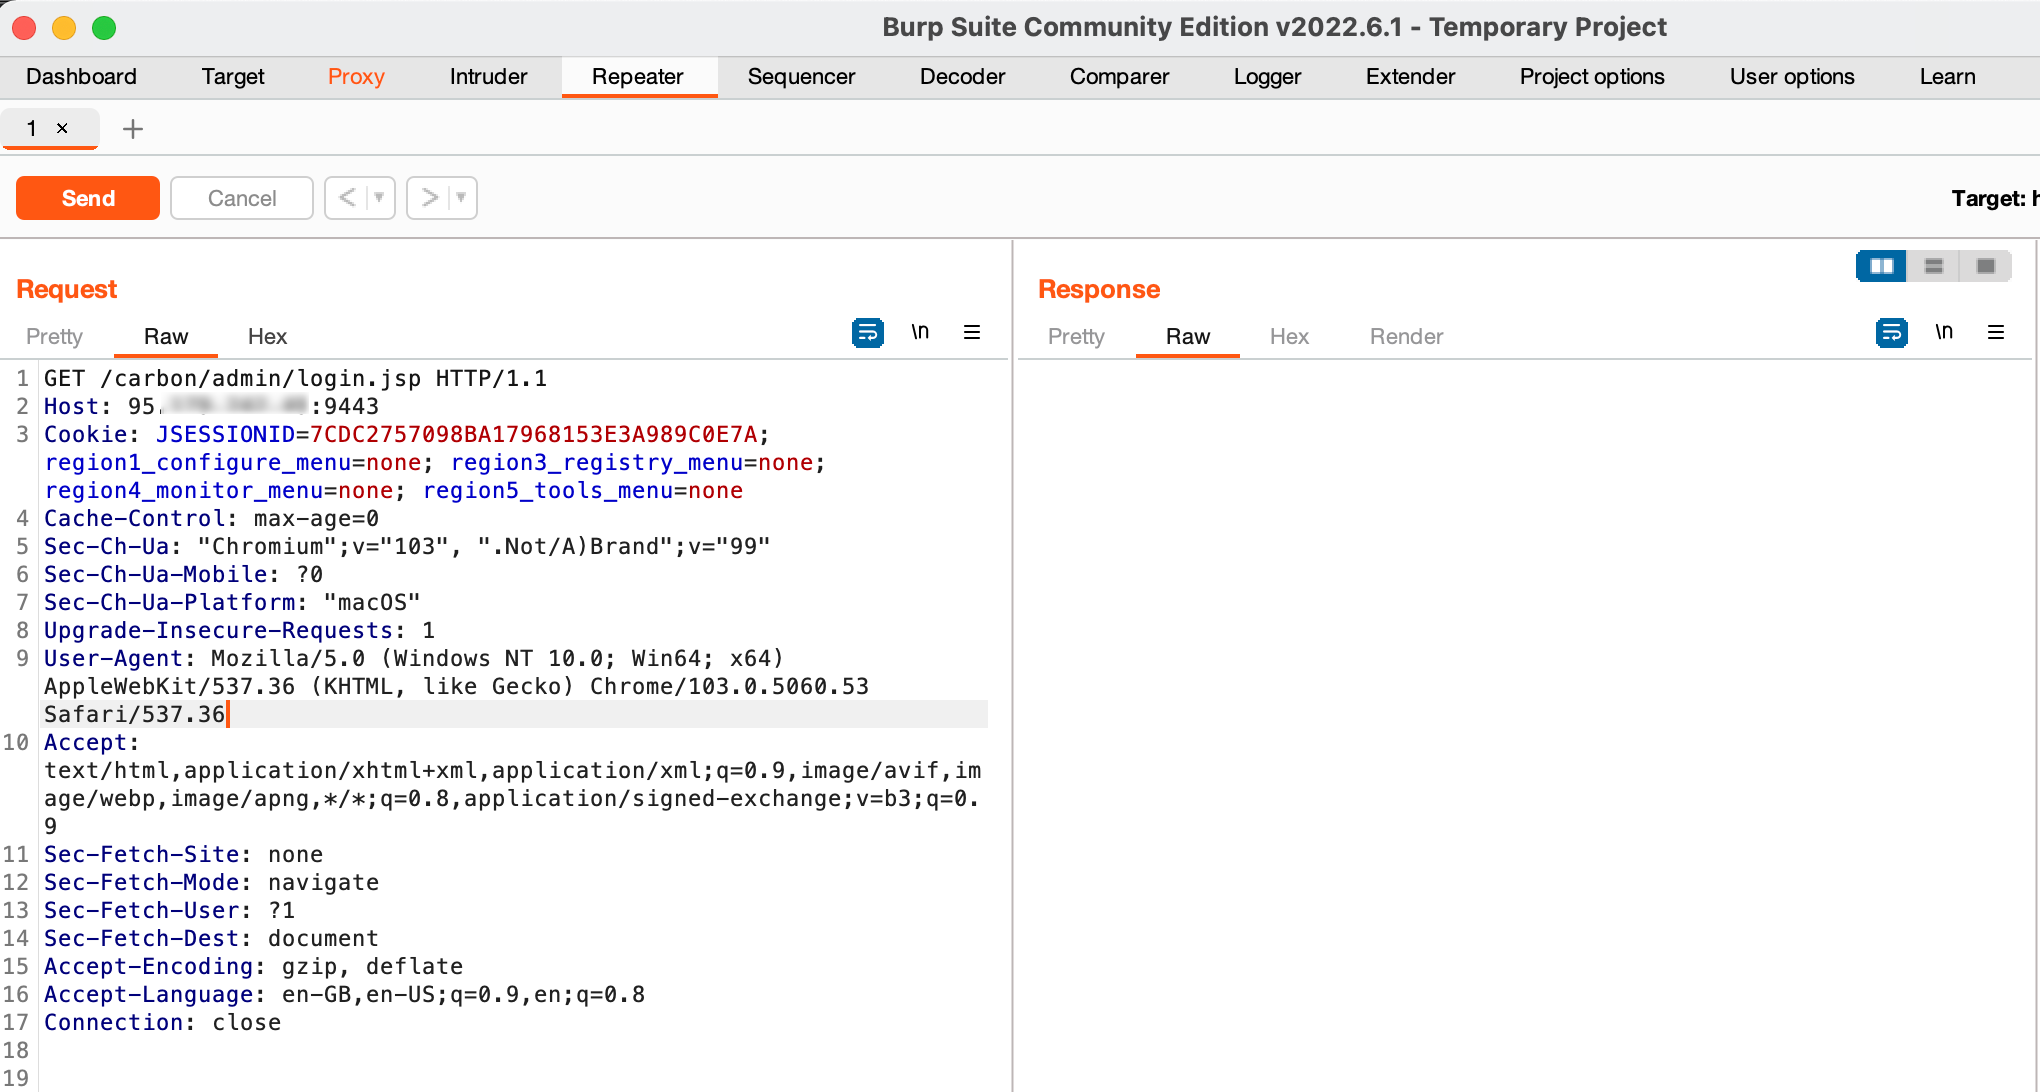 Burp Suite Community Edition v2022.6.1 - Temporary Project
Dashboard Target Proxy Intruder Repeater Sequencer Decoder Comparer Logger Extender Project options User options Learn
1 × +
Send Cancel < ▼ > ▼ Target:
Request
Pretty Raw Hex \n ≡
1 GET /carbon/admin/login.jsp HTTP/1.1
2 Host: 95. :9443
3 Cookie: JSESSIONID=7CDC2757098BA17968153E3A989C0E7A;
region1_configure_menu=none; region3_registry_menu=none;
region4_monitor_menu=none; region5_tools_menu=none
4 Cache-Control: max-age=0
5 Sec-Ch-Ua: "Chromium";v="103", ".Not/A)Brand";v="99"
6 Sec-Ch-Ua-Mobile: ?0
7 Sec-Ch-Ua-Platform: "macOS"
8 Upgrade-Insecure-Requests: 1
9 User-Agent: Mozilla/5.0 (Windows NT 10.0; Win64; x64)
AppleWebKit/537.36 (KHTML, like Gecko) Chrome/103.0.5060.53
Safari/537.36
10 Accept:
text/html,application/xhtml+xml,application/xml;q=0.9,image/avif,im
age/webp,image/apng,*/*;q=0.8,application/signed-exchange;v=b3;q=0.
9
11 Sec-Fetch-Site: none
12 Sec-Fetch-Mode: navigate
13 Sec-Fetch-User: ?1
14 Sec-Fetch-Dest: document
15 Accept-Encoding: gzip, deflate
16 Accept-Language: en-GB,en-US;q=0.9,en;q=0.8
17 Connection: close
18
19
Response
Pretty Raw Hex Render \n ≡